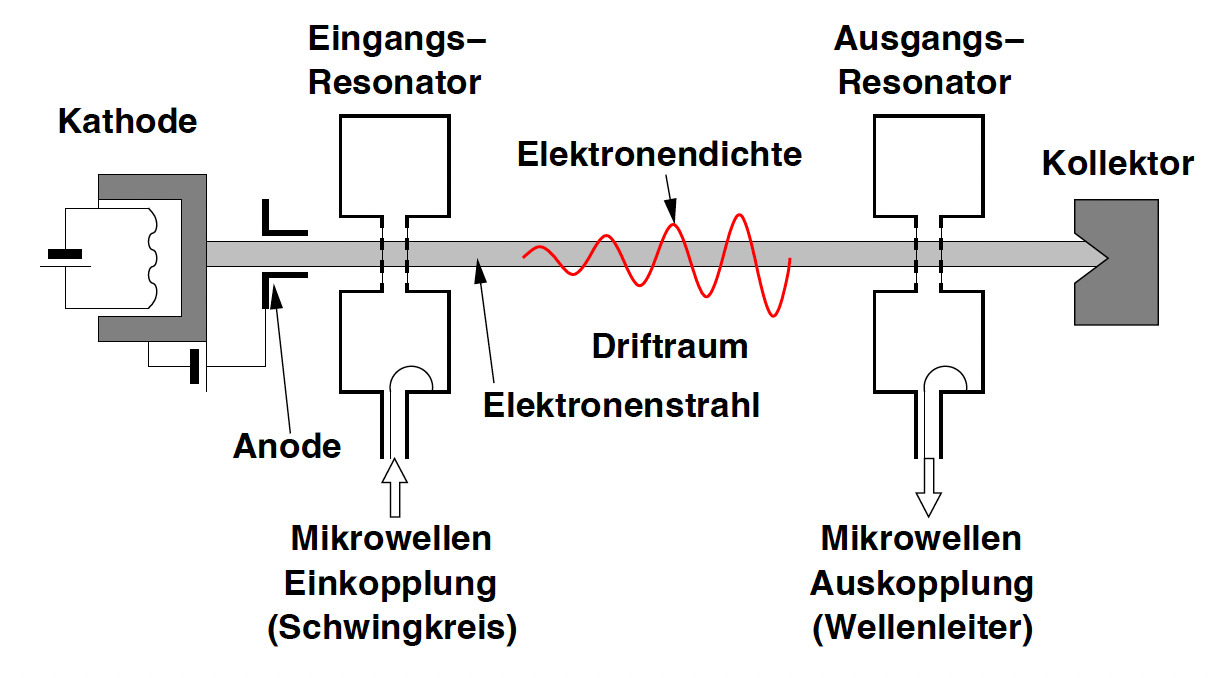 Eingangs–
Resonator
Ausgangs–
Resonator
Kathode
Elektronendichte
Kollektor
Driftraum
Elektronenstrahl
Anode
Mikrowellen
Einkopplung
(Schwingkreis)
Mikrowellen
Auskopplung
(Wellenleiter)